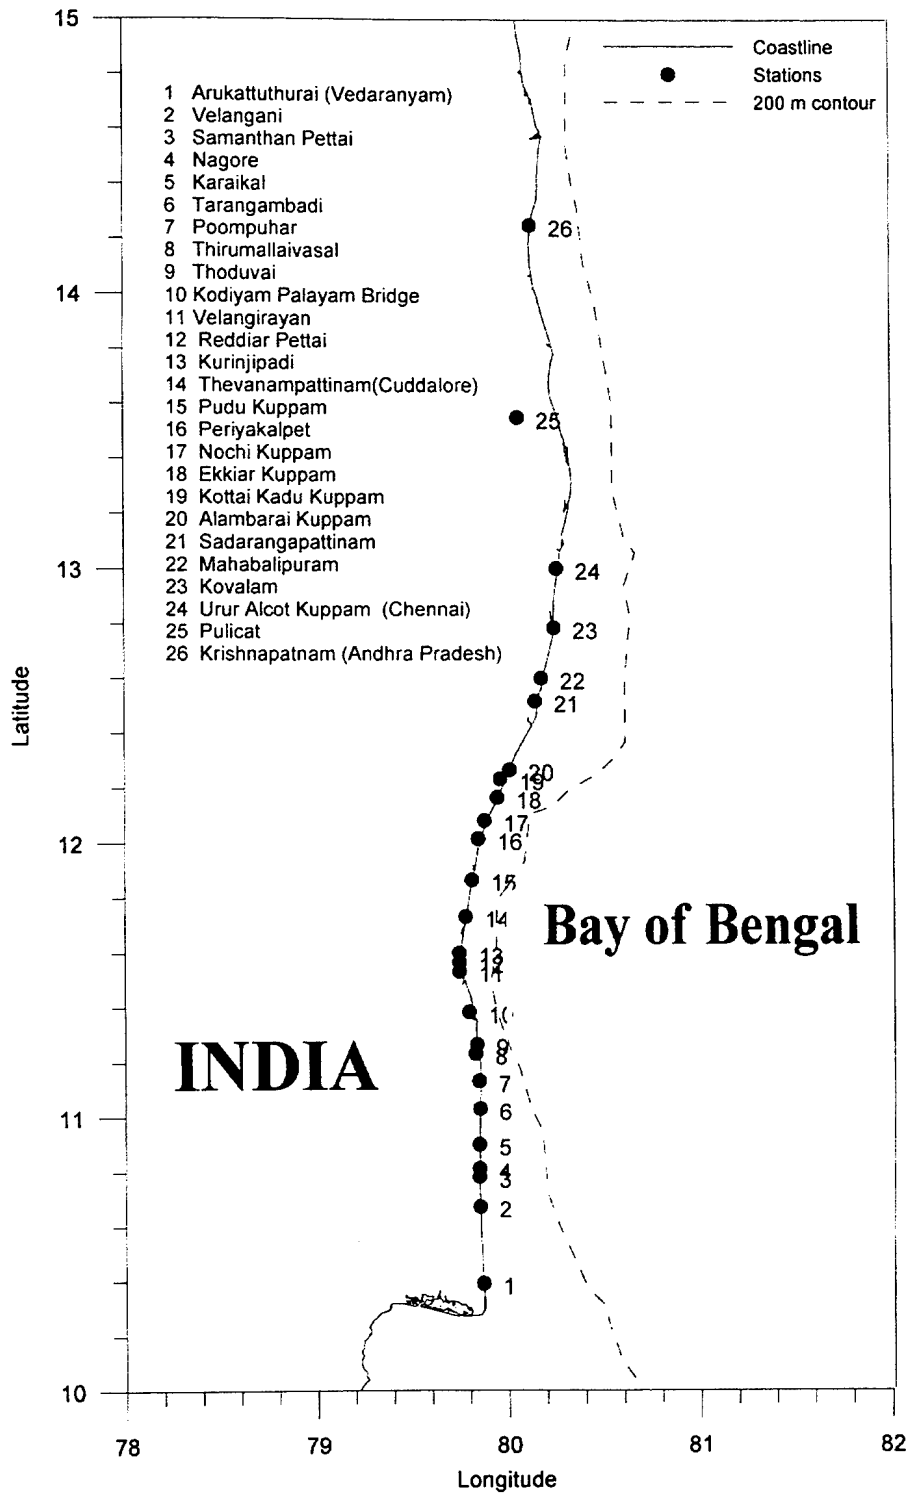 15
Coastline
Stations
200 m contour
1 Arukattuthurai (Vedaranyam)
2 Velangani
3 Samanthan Pettai
4 Nagore
5 Karaikal
6 Tarangambadi
7 Poompuhar
8 Thirumallaivasal
9 Thoduvai
10 Kodiyam Palayam Bridge
11 Velangirayan
12 Reddiar Pettai
13 Kurinjipadi
14 Thevanampattinam(Cuddalore)
15 Pudu Kuppam
16 Periyakalpet
17 Nochi Kuppam
18 Ekkiar Kuppam
19 Kottai Kadu Kuppam
20 Alambarai Kuppam
21 Sadarangapattinam
22 Mahabalipuram
23 Kovalam
24 Urur Alcot Kuppam (Chennai)
25 Pulicat
26 Krishnapatnam (Andhra Pradesh)
26
14
25
13
24
23
22
21
Latitude
20
19
18
17
16
12
15
14
Bay of Bengal
13
12
11
10
INDIA
9
8
7
6
11
5
4
3
2
1
10
78
79
80
81
82
Longitude